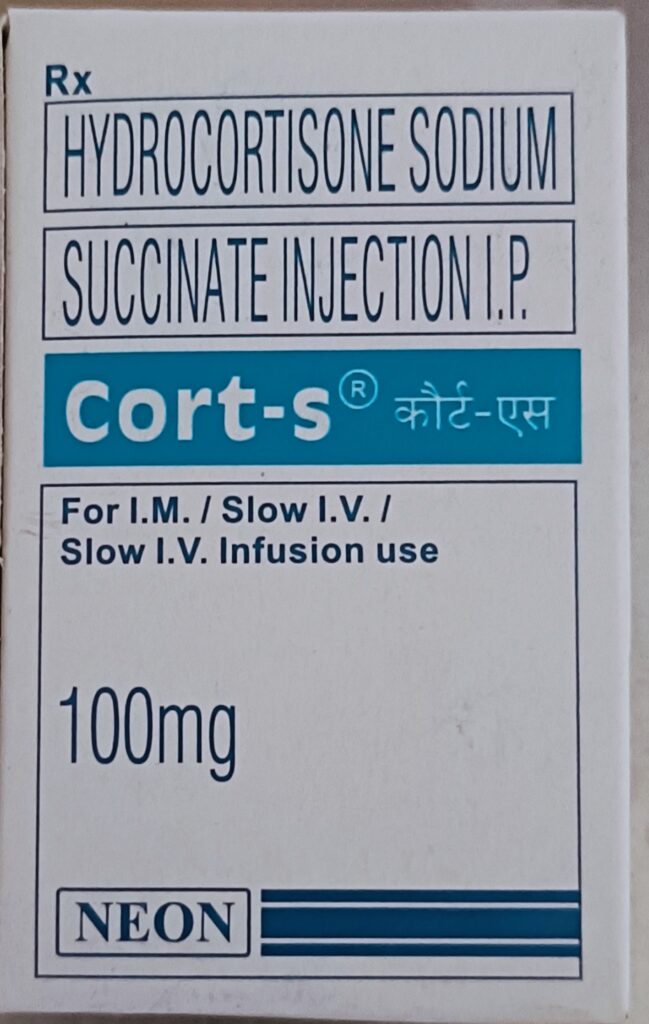 Rx
HYDROCORTISONE SODIUM
SUCCINATE INJECTION I.P.
Cort-s® कौर्ट-एस
For I.M. / Slow I.V. /
Slow I.V. Infusion use
100mg
NEON